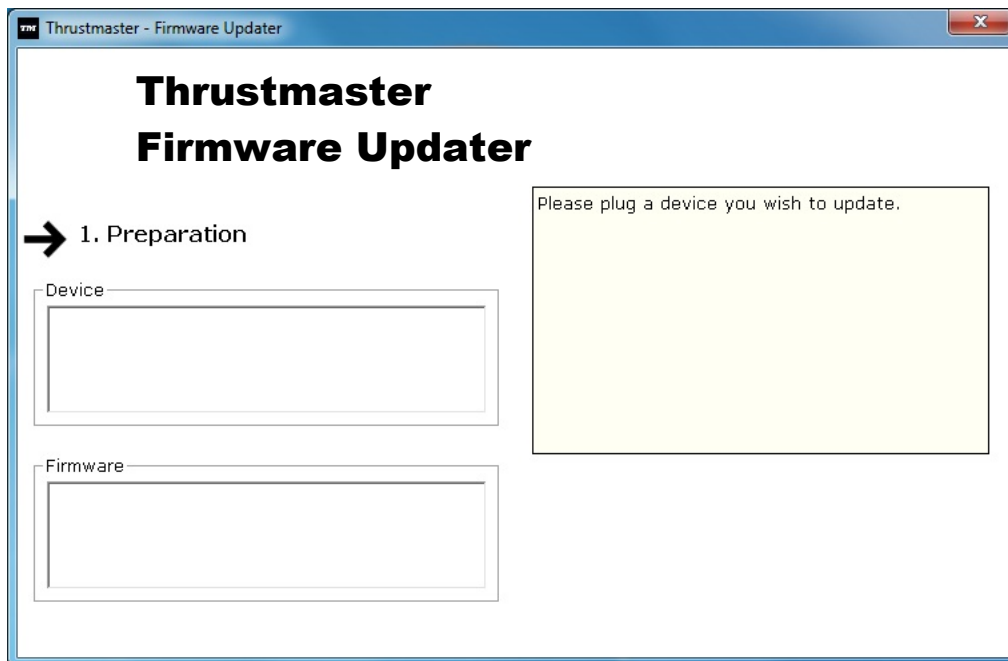 TM Thrustmaster - Firmware Updater
X
Thrustmaster
Firmware Updater
1. Preparation
Device
Firmware
Please plug a device you wish to update.